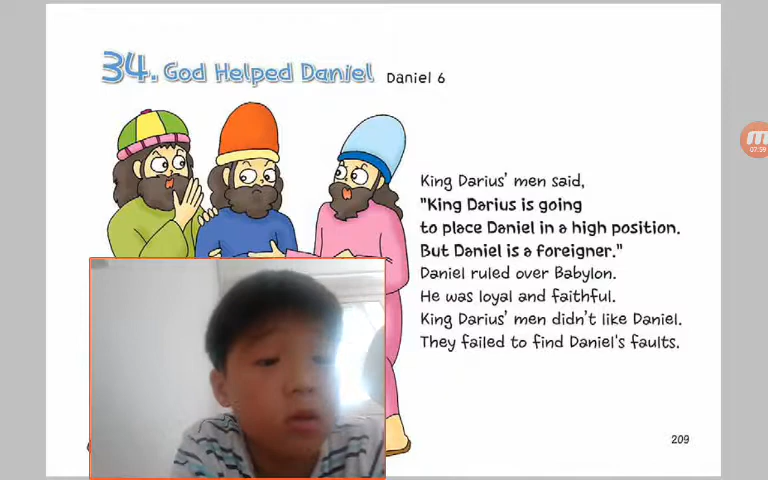 34. God Helped Daniel Daniel 6
King Darius' men said,
"King Darius is going
to place Daniel in a high position.
But Daniel is a foreigner."
Daniel ruled over Babylon.
He was loyal and faithful.
King Darius' men didn't like Daniel.
They failed to find Daniel's faults.
209
07:59